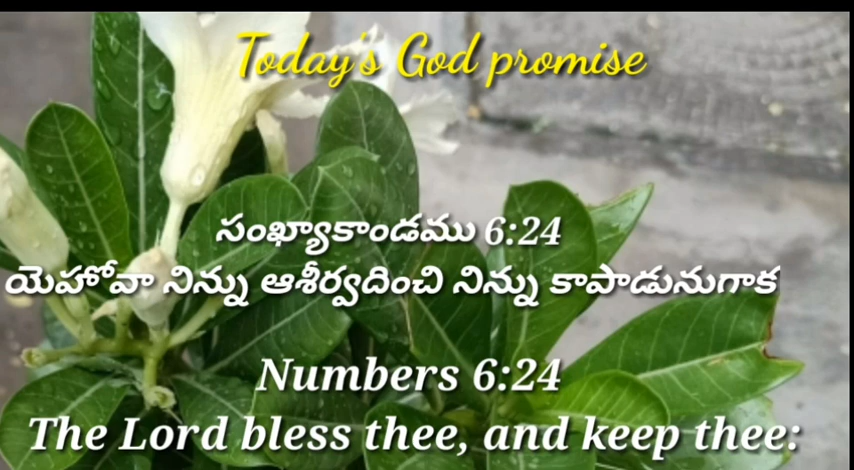 Today's God promise
సంఖ్యాకాండము 6:24
యెహోవా నిన్ను ఆశీర్వదించి నిన్ను కాపాడునుగాక
Numbers 6:24
The Lord bless thee, and keep thee: